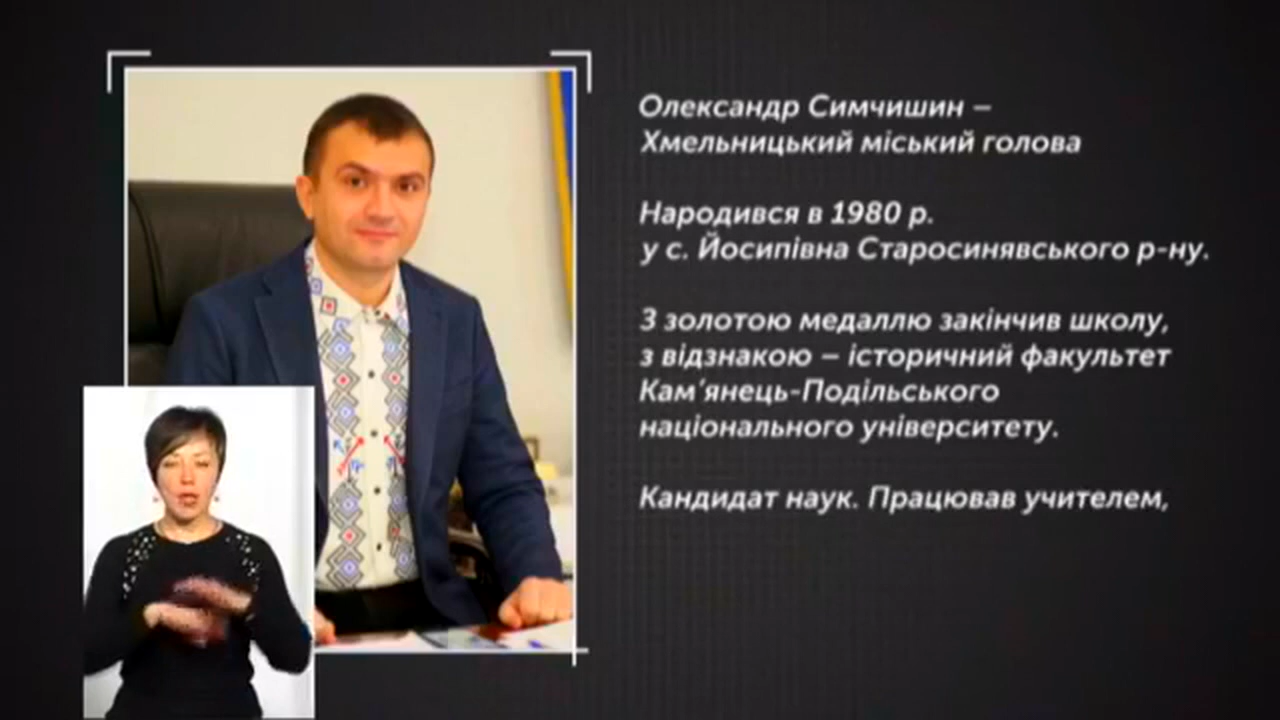 Олександр Симчишин –
Хмельницький міський голова
Народився в 1980 р.
у с. Йосипівна Старосинявського р-ну.
З золотою медаллю закінчив школу,
з відзнакою – історичний факультет
Кам'янець-Подільського
національного університету.
Кандидат наук. Працював учителем,